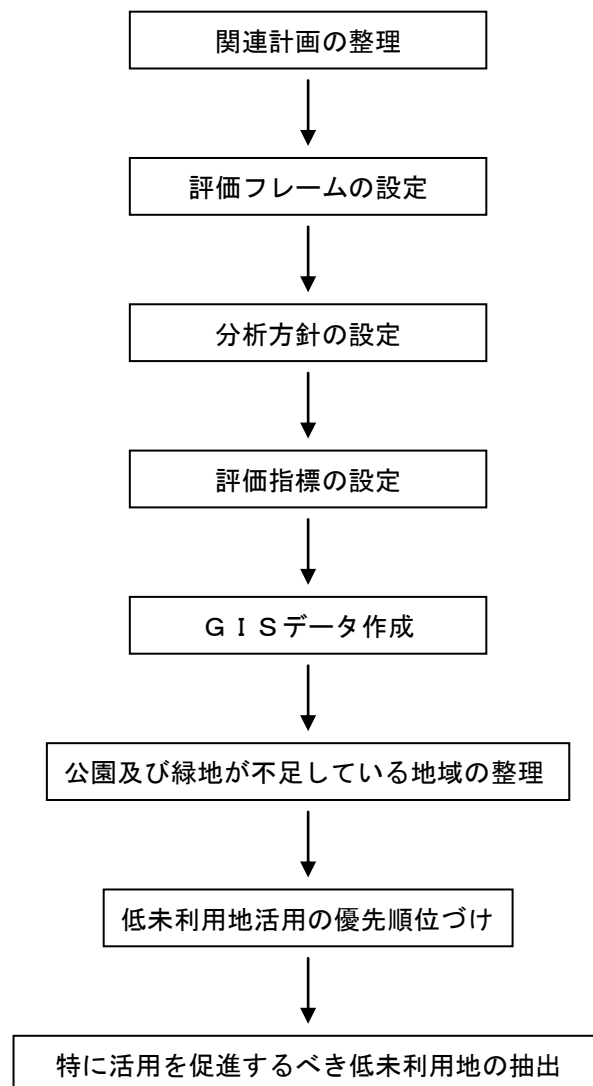 関連計画の整理
評価フレームの設定
分析方針の設定
評価指標の設定
ＧＩＳデータ作成
公園及び緑地が不足している地域の整理
低未利用地活用の優先順位づけ
特に活用を促進するべき低未利用地の抽出